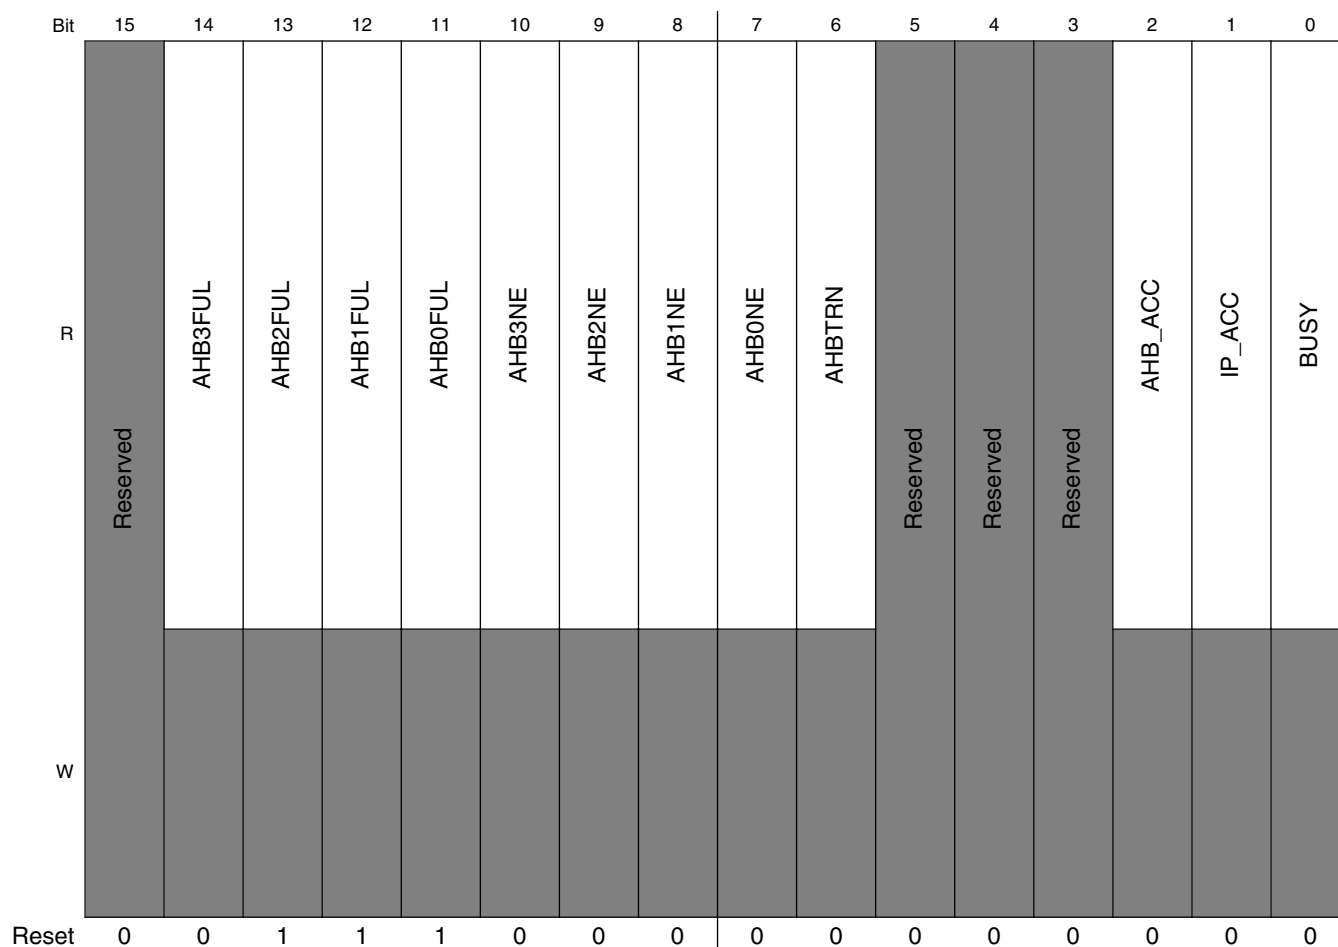 Bit 15 14 13 12 11 10 9 8 7 6 5 4 3 2 1 0
R Reserved AHB3FUL AHB2FUL AHB1FUL AHB0FUL AHB3NE AHB2NE AHB1NE AHB0NE AHBTRN Reserved Reserved Reserved AHB_ACC IP_ACC BUSY
W
Reset 0 0 1 1 1 0 0 0 0 0 0 0 0 0 0 0